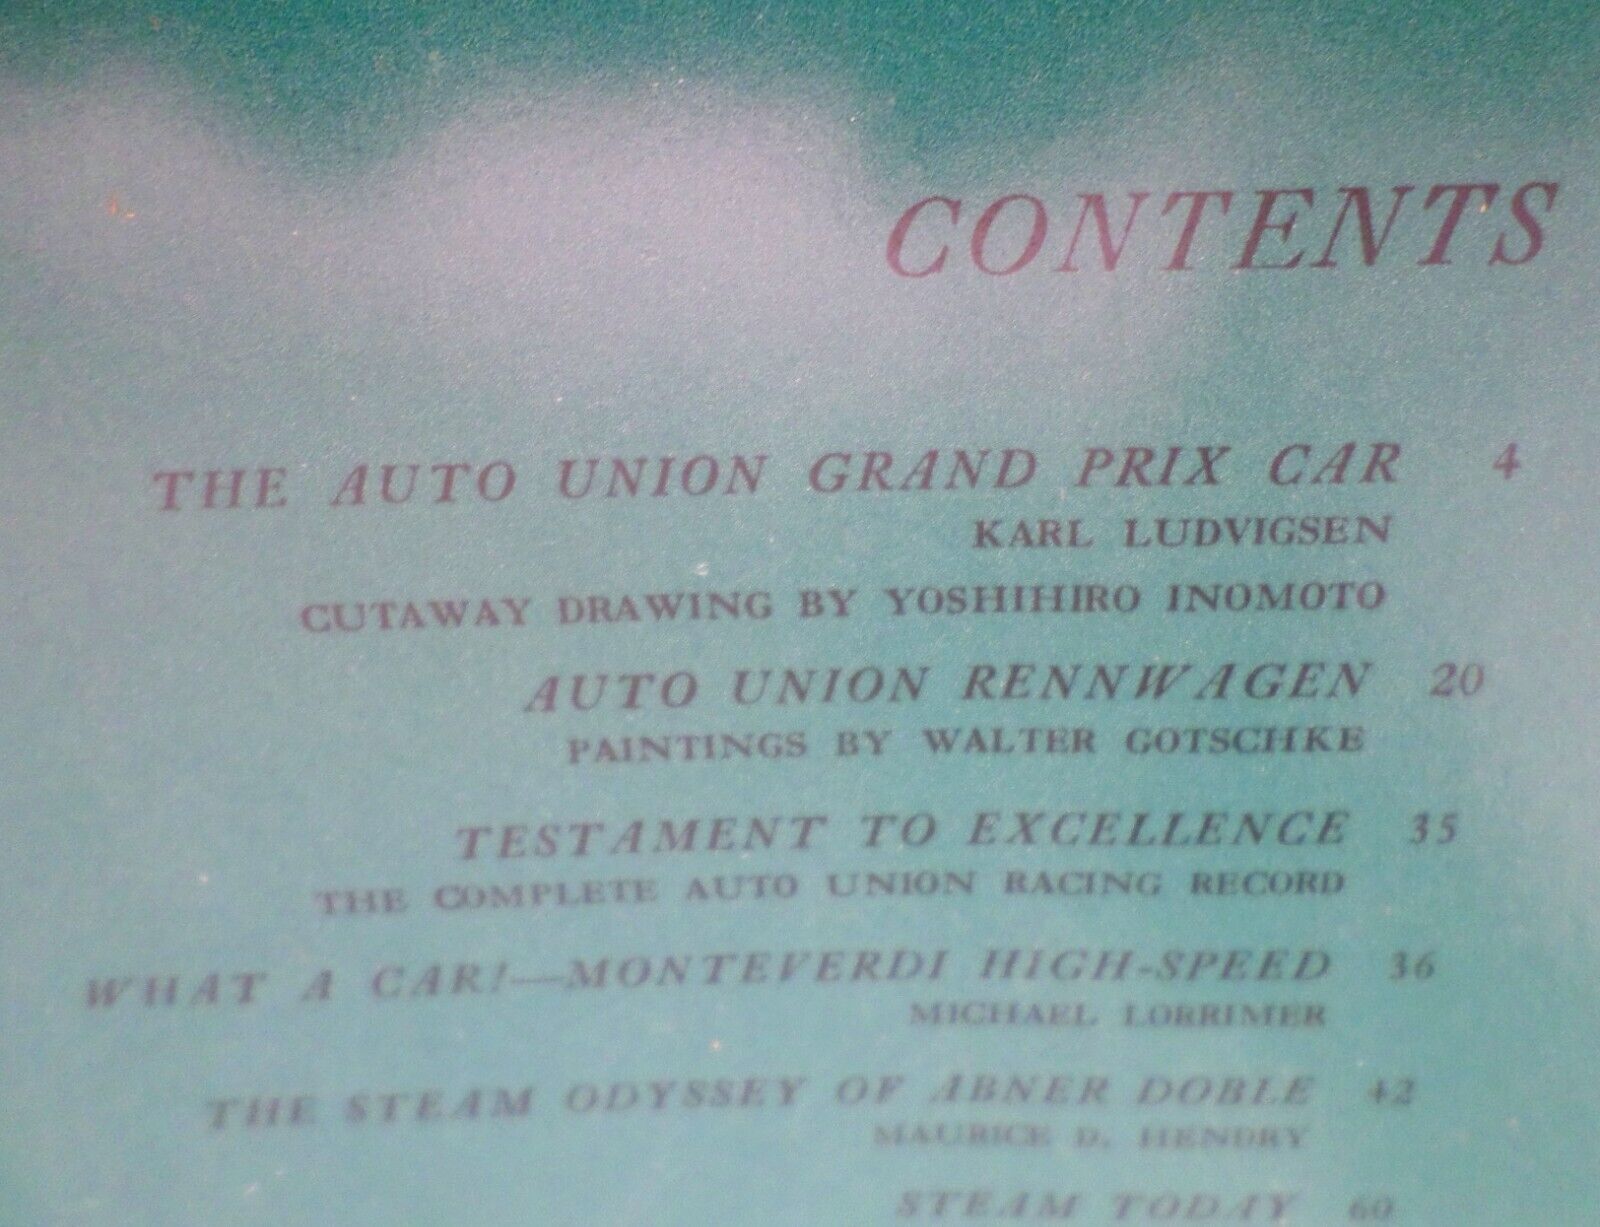 CONTENTS
THE AUTO UNION GRAND PRIX CAR 4
KARL LUDVIGSEN
CUTAWAY DRAWING BY YOSHIHIRO INOMOTO
AUTO UNION RENNWAGEN 20
PAINTINGS BY WALTER GOTSCHKE
TESTAMENT TO EXCELLENCE 35
THE COMPLETE AUTO UNION RACING RECORD
WHAT A CAR!—MONTEVERDI HIGH-SPEED 36
MICHAEL LORRIMER
THE STEAM ODYSSEY OF ABNER DOBLE 42
MAURICE D. HENDRY
STEAM TODAY 60